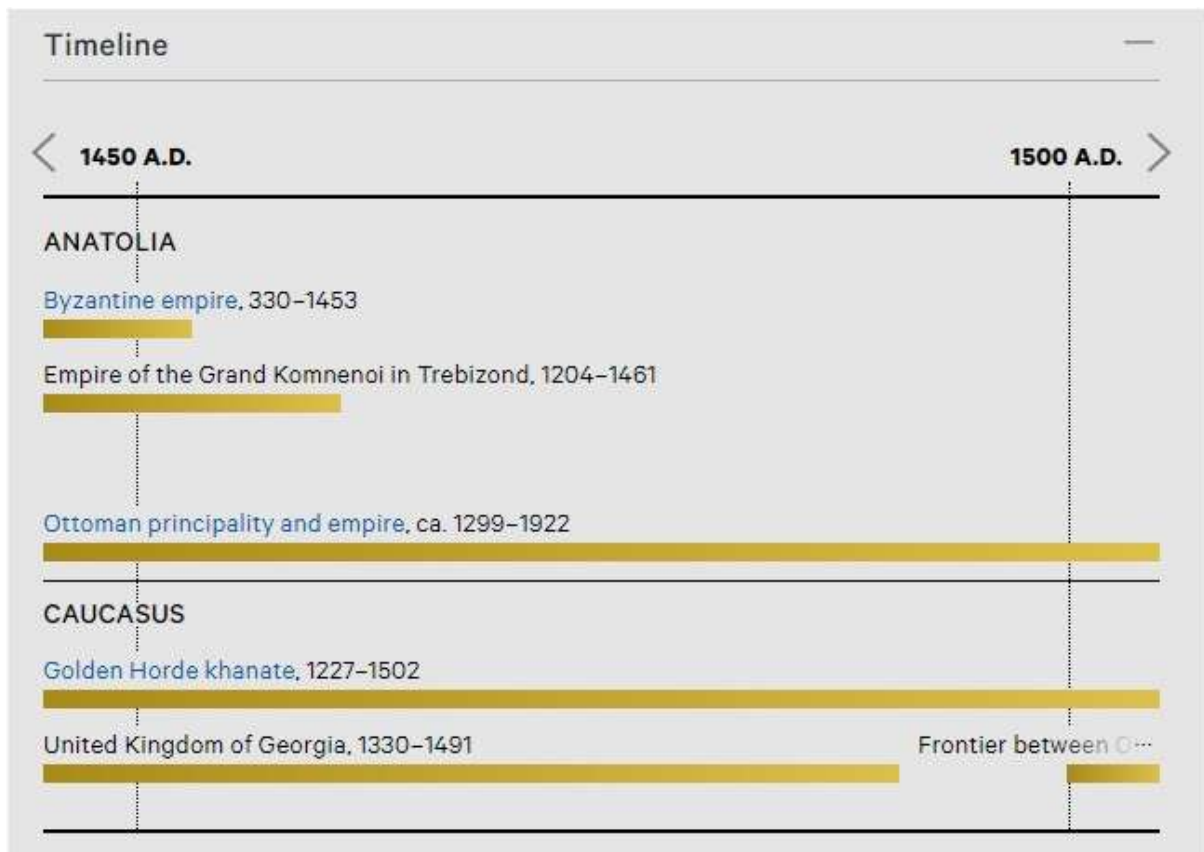 Timeline
1450 A.D. 1500 A.D.
ANATOLIA
Byzantine empire, 330–1453
Empire of the Grand Komnenoi in Trebizond, 1204–1461
Ottoman principality and empire, ca. 1299–1922
CAUCASUS
Golden Horde khanate, 1227–1502
United Kingdom of Georgia, 1330–1491 Frontier between O...